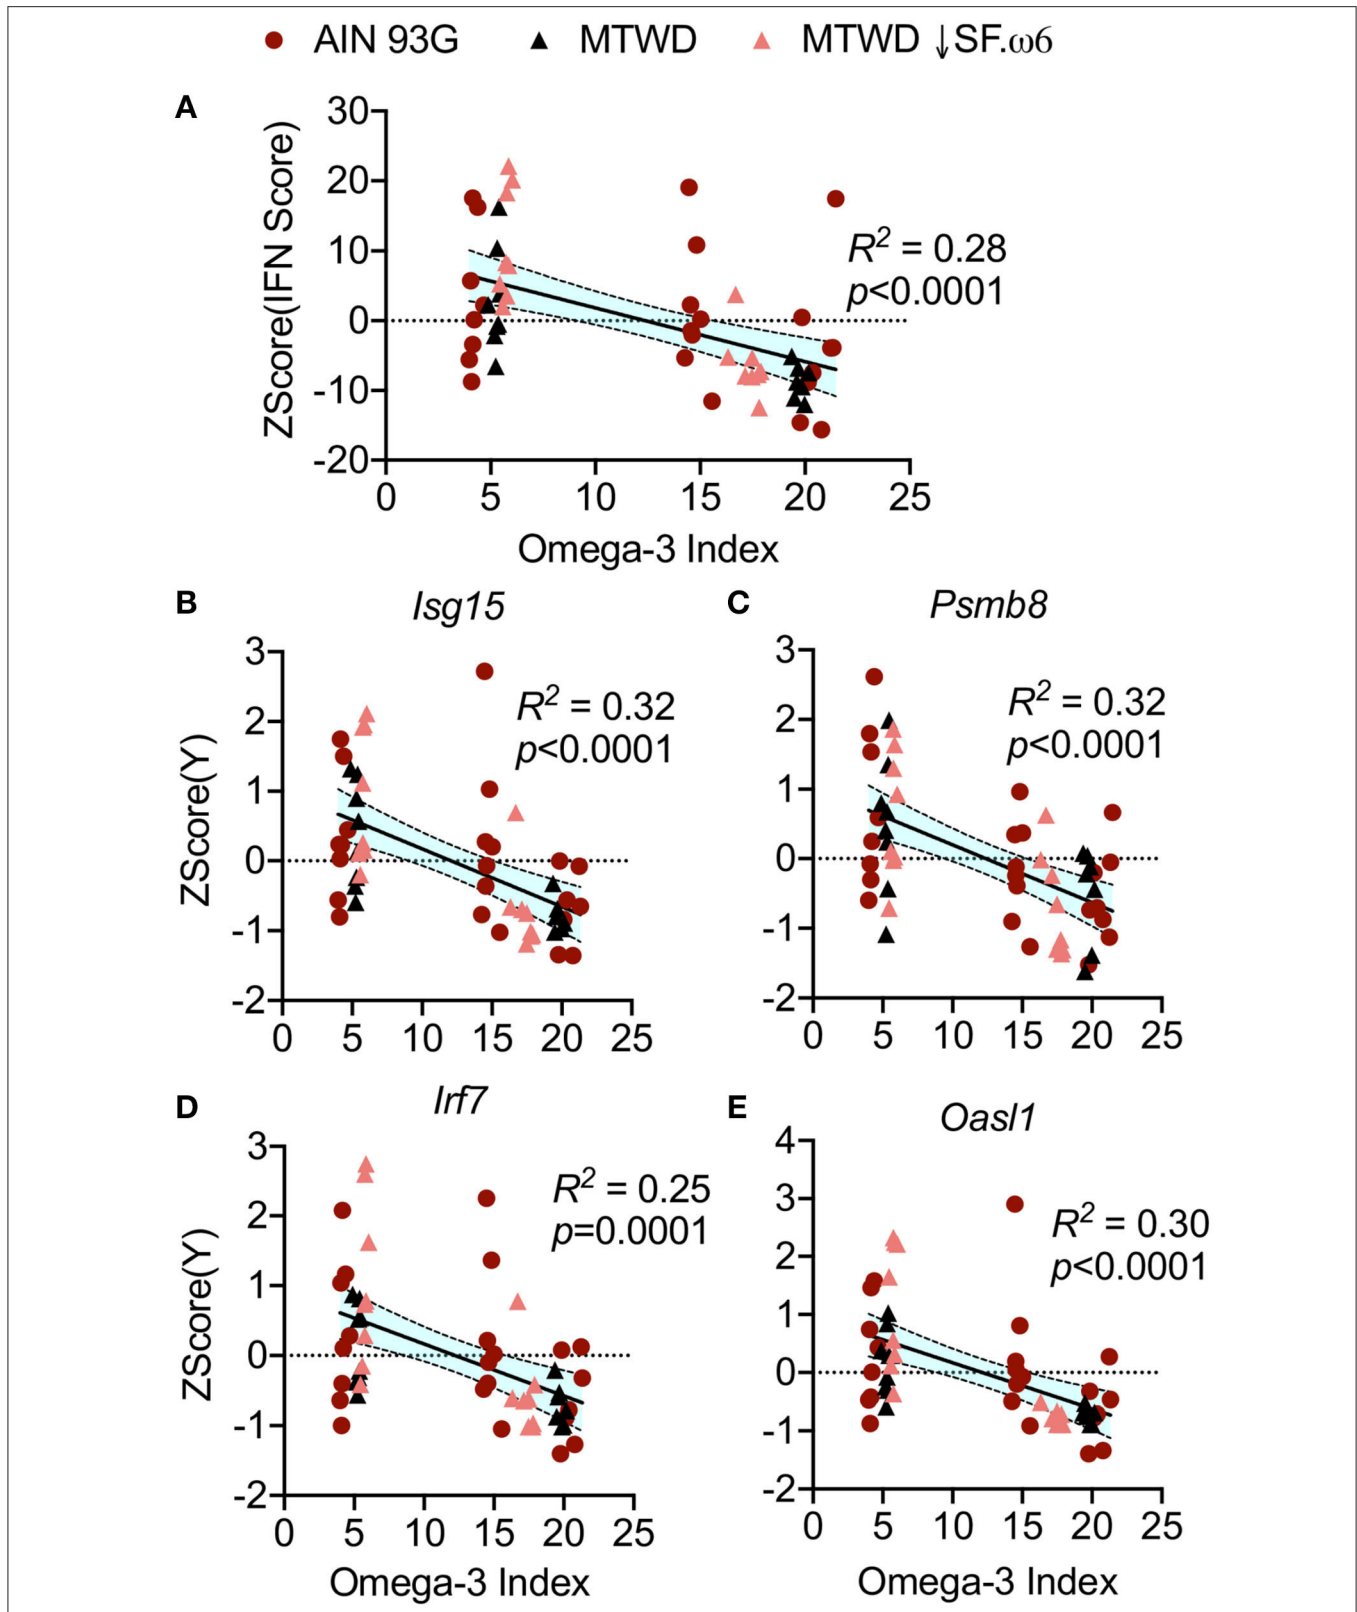 AIN 93G MTWD MTWD ↓SF.ω6
A
ZScore(IFN Score)
30
20
10
0
-10
-20
R² = 0.28
p<0.0001
0 5 10 15 20 25
Omega-3 Index
B
Isg15
ZScore(Y)
3
2
1
0
-1
-2
R² = 0.32
p<0.0001
0 5 10 15 20 25
C
Psmb8
3
2
1
0
-1
-2
R² = 0.32
p<0.0001
0 5 10 15 20 25
D
Irf7
ZScore(Y)
3
2
1
0
-1
-2
R² = 0.25
p=0.0001
0 5 10 15 20 25
Omega-3 Index
E
Oasl1
4
3
2
1
0
-1
-2
R² = 0.30
p<0.0001
0 5 10 15 20 25
Omega-3 Index